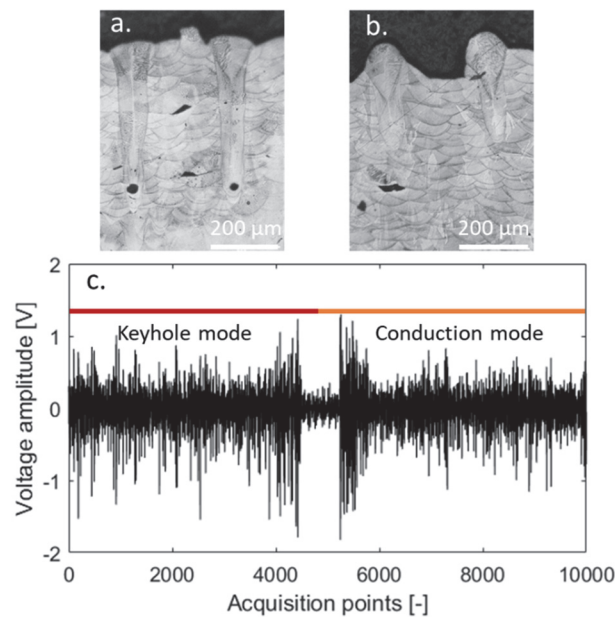 a.
b.
200 µm
200 µm
c.
Keyhole mode
Conduction mode
Voltage amplitude [V]
2
1
0
-1
-2
0
2000
4000
6000
8000
10000
Acquisition points [-]